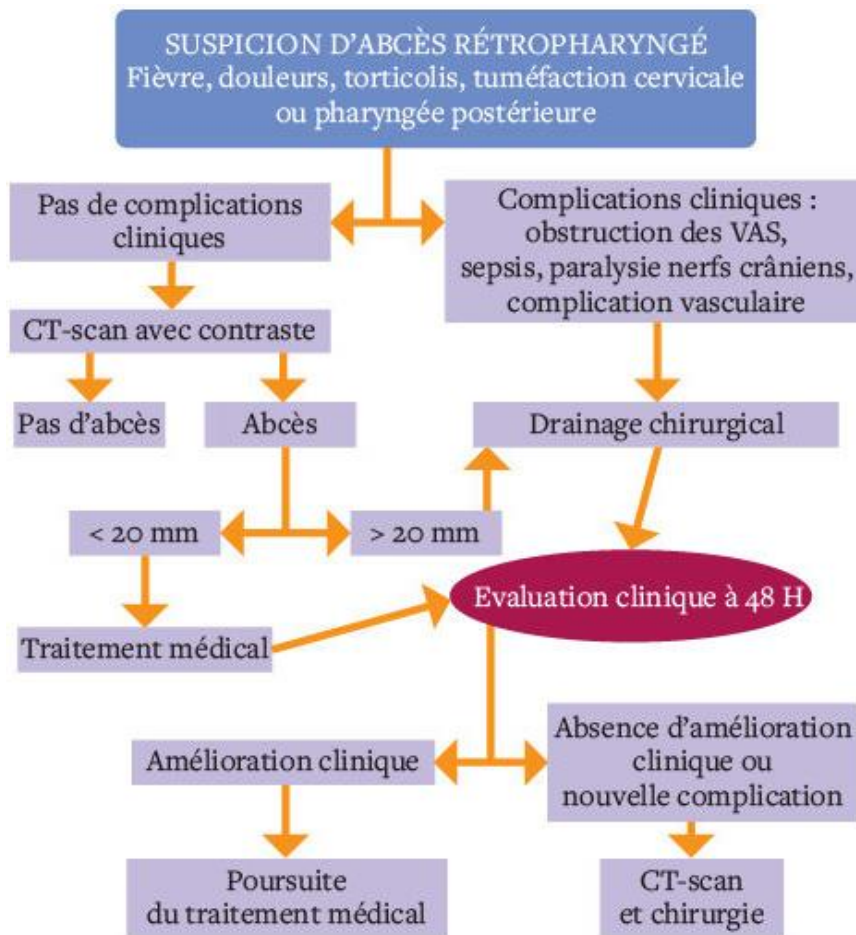 SUSPICION D'ABCÈS RÉTROPHARYNGÉ
Fièvre, douleurs, torticolis, tuméfaction cervicale
ou pharyngée postérieure
Pas de complications
cliniques
Complications cliniques :
obstruction des VAS,
sepsis, paralysie nerfs crâniens,
complication vasculaire
CT-scan avec contraste
Pas d'abcès
Abcès
Drainage chirurgical
< 20 mm
> 20 mm
Evaluation clinique à 48 H
Traitement médical
Amélioration clinique
Absence d'amélioration
clinique ou
nouvelle complication
Poursuite
du traitement médical
CT-scan
et chirurgie